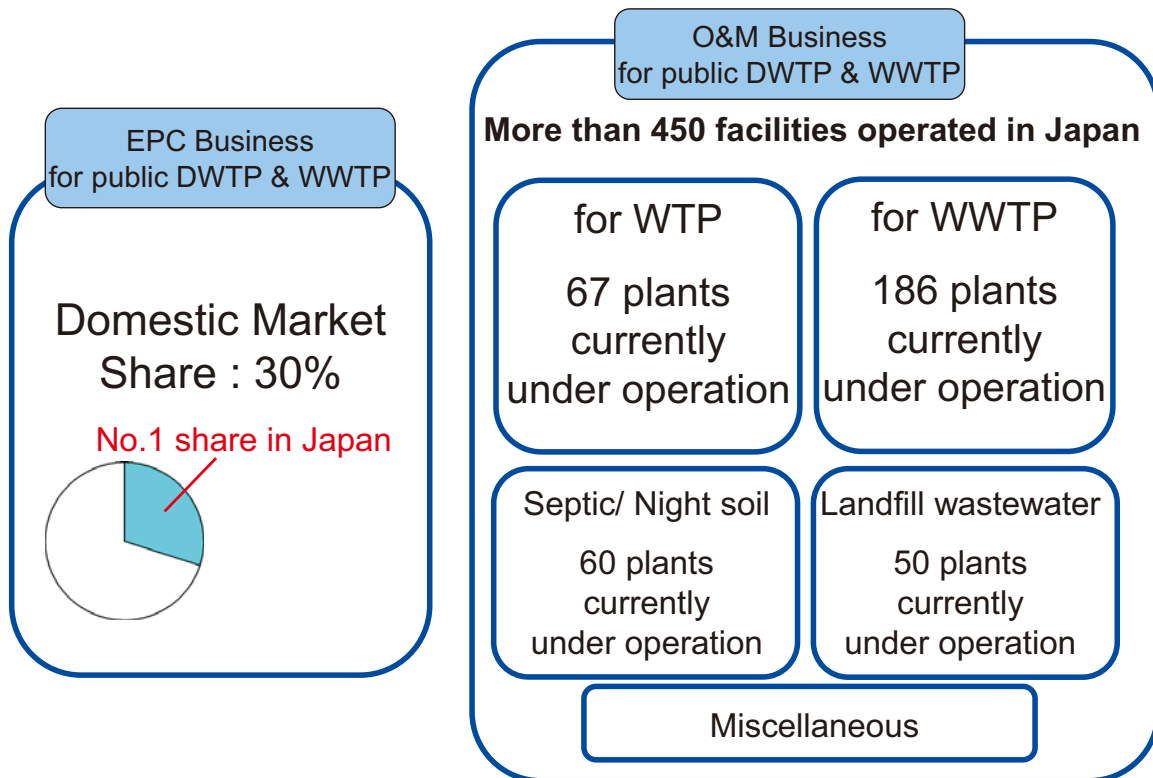 EPC Business
for public DWTP & WWTP
Domestic Market
Share : 30%
No.1 share in Japan
O&M Business
for public DWTP & WWTP
More than 450 facilities operated in Japan
for WTP
67 plants
currently
under operation
for WWTP
186 plants
currently
under operation
Septic/ Night soil
60 plants
currently
under operation
Landfill wastewater
50 plants
currently
under operation
Miscellaneous